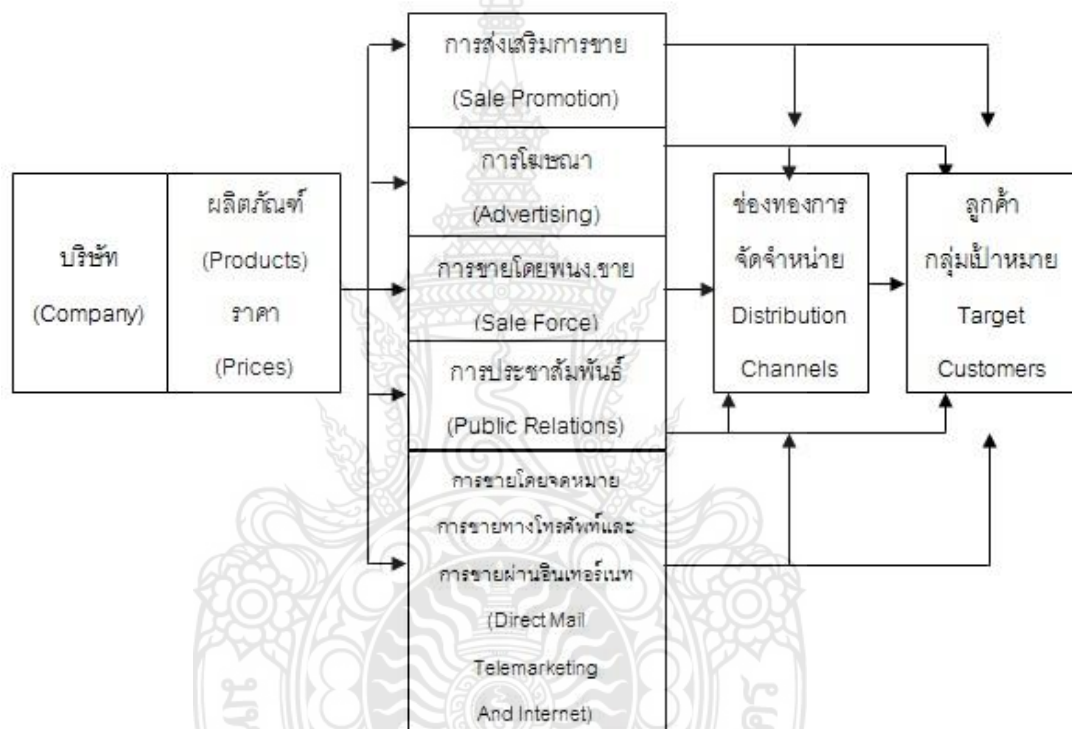 บริษัท
(Company)
ผลิตภัณฑ์
(Products)
ราคา
(Prices)
การส่งเสริมการขาย
(Sale Promotion)
การโฆษณา
(Advertising)
การขายโดยพนง.ขาย
(Sale Force)
การประชาสัมพันธ์
(Public Relations)
การขายโดยจดหมาย
การขายทางโทรศัพท์และ
การขายผ่านอินเทอร์เนท
(Direct Mail
Telemarketing
And Internet)
ช่องทองการ
จัดจำหน่าย
Distribution
Channels
ลูกค้า
กลุ่มเป้าหมาย
Target
Customers